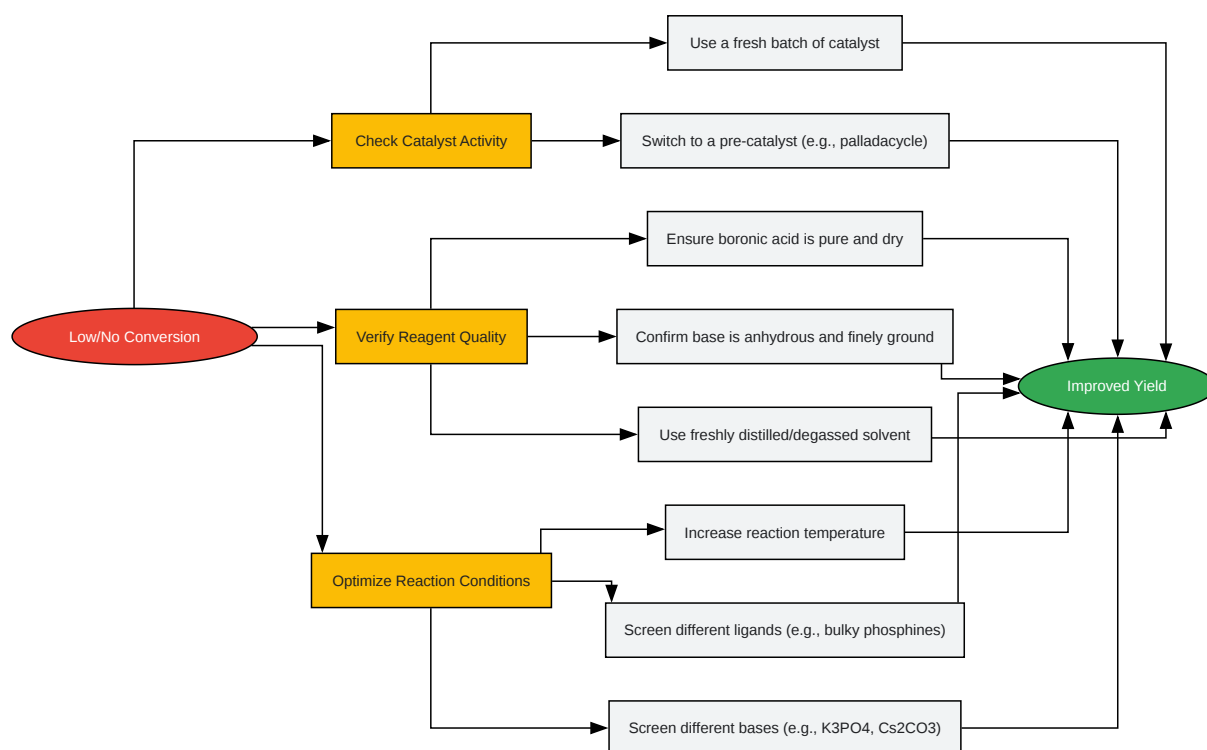 Use a fresh batch of catalyst
Check Catalyst Activity
Switch to a pre-catalyst (e.g., palladacycle)
Ensure boronic acid is pure and dry
Low/No Conversion
Verify Reagent Quality
Confirm base is anhydrous and finely ground
Improved Yield
Use freshly distilled/degassed solvent
Increase reaction temperature
Optimize Reaction Conditions
Screen different ligands (e.g., bulky phosphines)
Screen different bases (e.g., K3PO4, Cs2CO3)